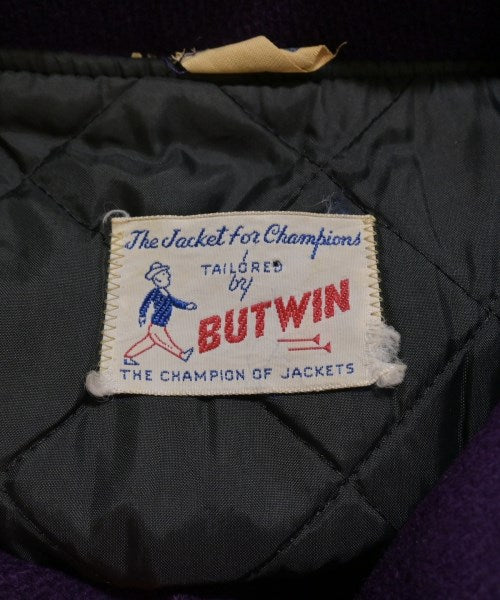 The Jacket for Champions
TAILORED
by
BUTWIN
THE CHAMPION OF JACKETS